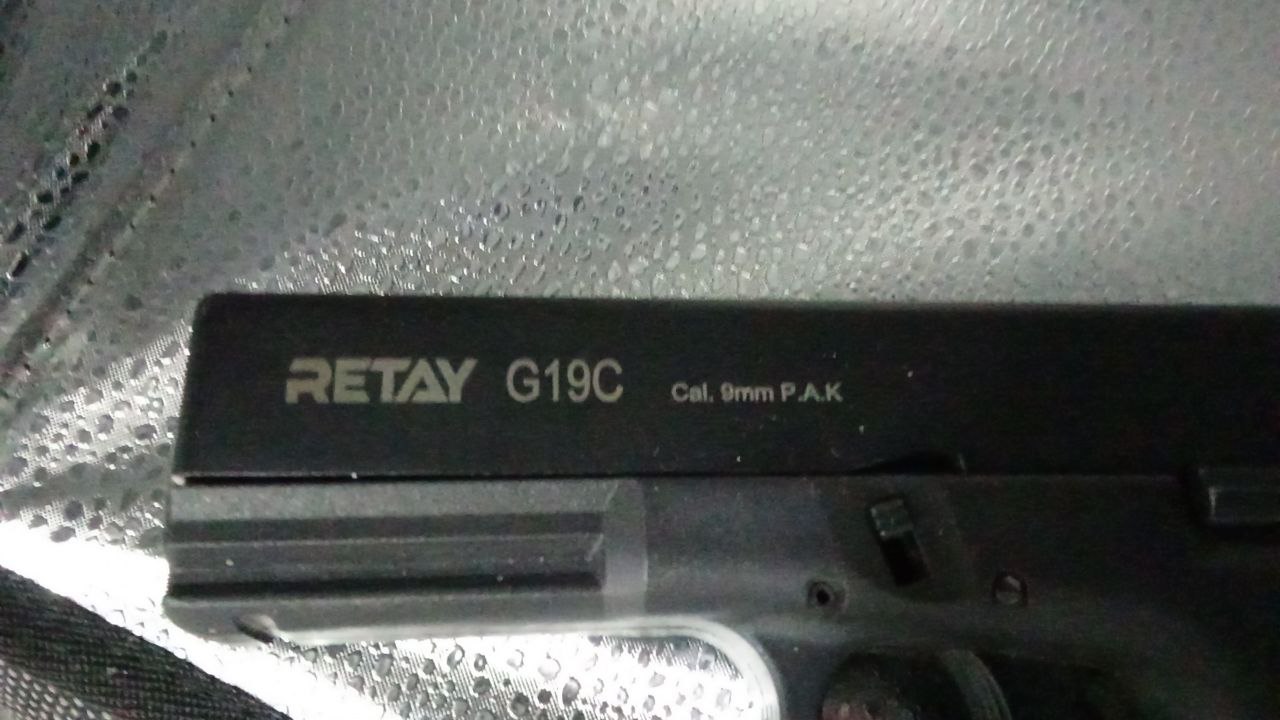 RETAY G19C Cal. 9mm P.A.K